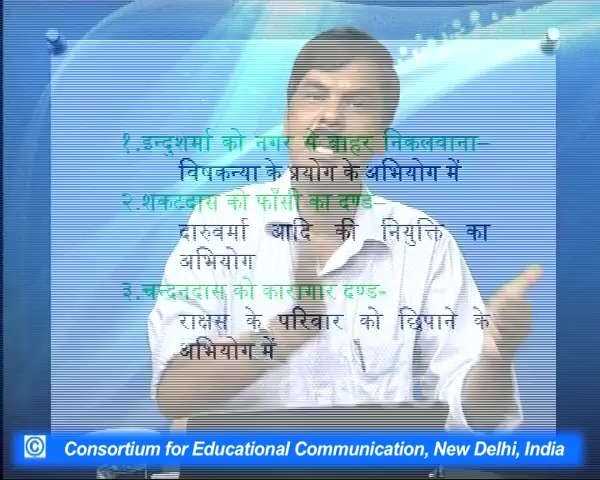 १.इन्दुशर्मा को नगर से बाहर निकलवाना–
विषकन्या के प्रयोग के अभियोग में
२.शकटदास को फाँसी का दण्ड–
दारुवर्मा आदि की नियुक्ति का
अभियोग
३.चन्दनदास को कारागार दण्ड-
राक्षस के परिवार को छिपाने के
अभियोग में
© Consortium for Educational Communication, New Delhi, India